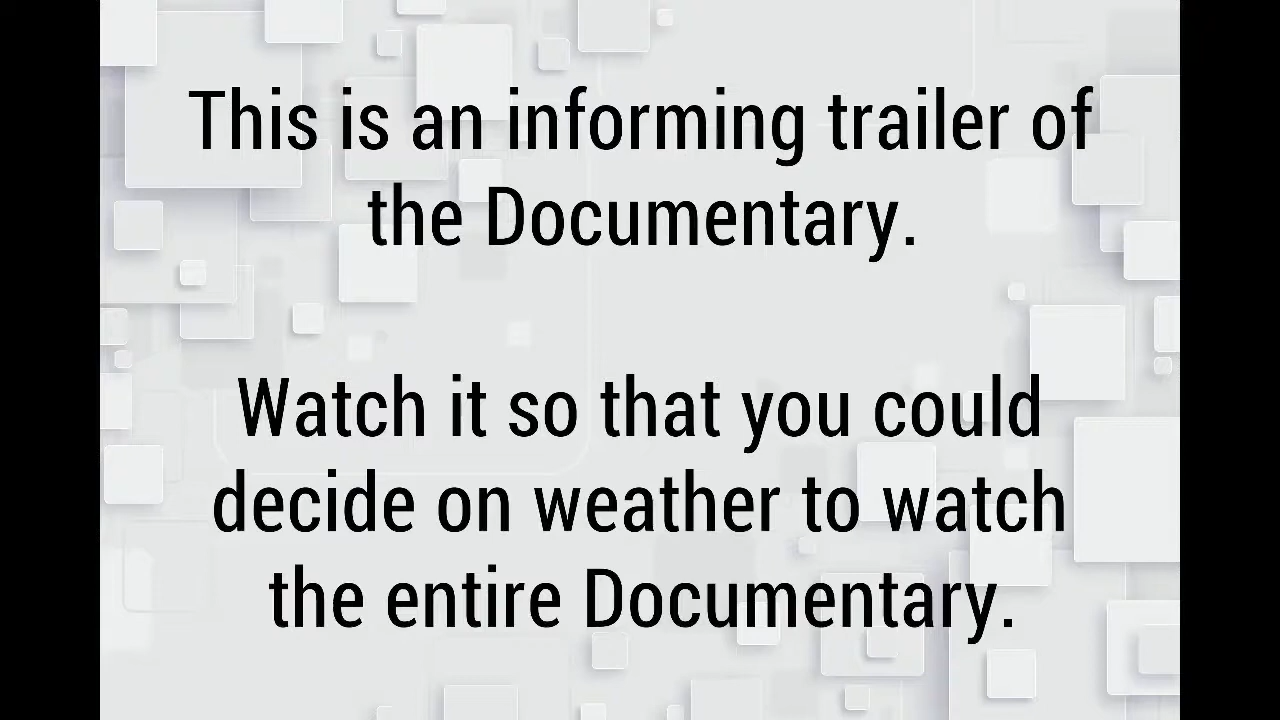 This is an informing trailer of
the Documentary.
Watch it so that you could
decide on weather to watch
the entire Documentary.